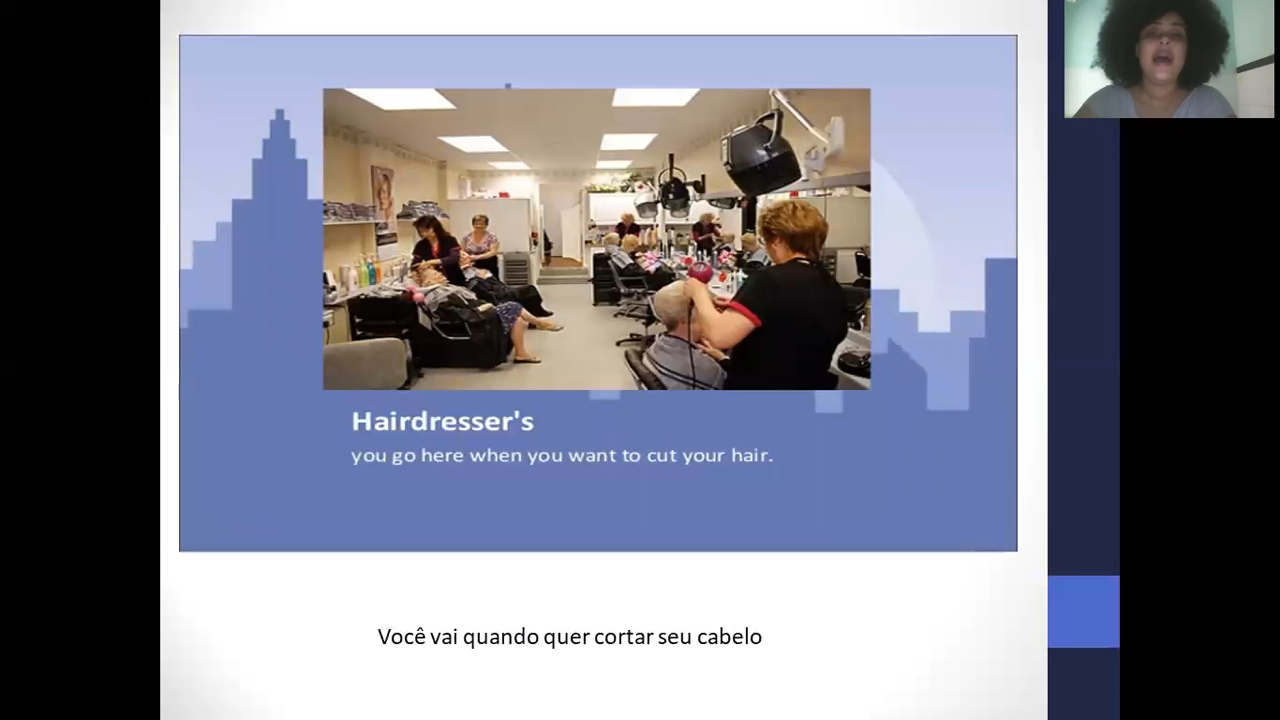 Hairdresser's
you go here when you want to cut your hair.
Você vai quando quer cortar seu cabelo